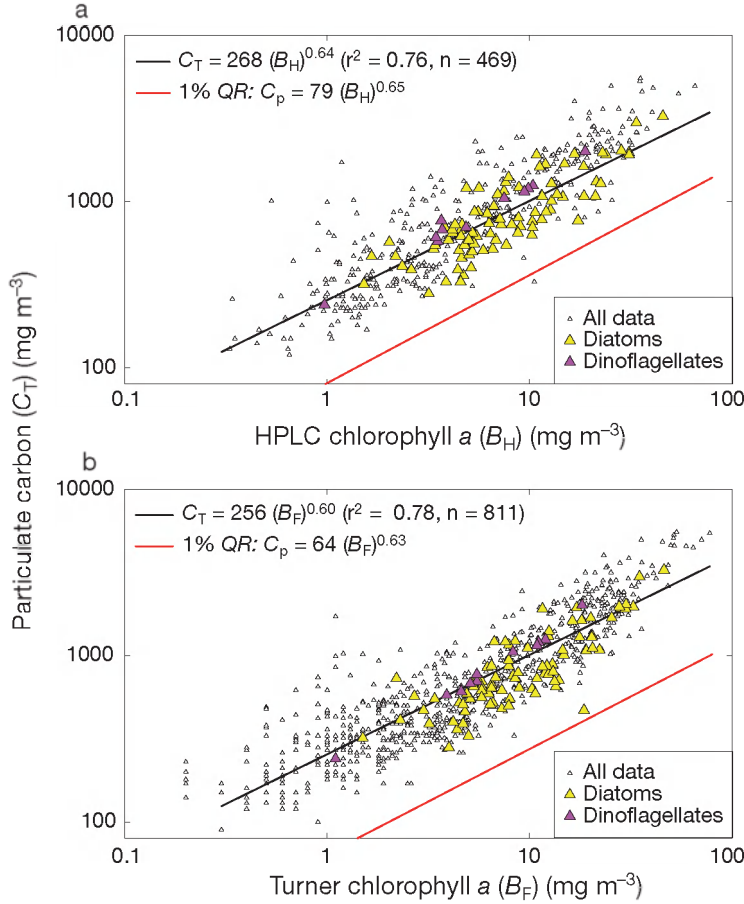 a
10000
1000
100
C_T = 268 (B_H)^0.64 (r² = 0.76, n = 469)
1% QR: C_p = 79 (B_H)^0.65
All data
Diatoms
Dinoflagellates
0.1 1 10 100
HPLC chlorophyll a (B_H) (mg m⁻³)
Particulate carbon (C_T) (mg m⁻³)
b
10000
1000
100
C_T = 256 (B_F)^0.60 (r² = 0.78, n = 811)
1% QR: C_p = 64 (B_F)^0.63
All data
Diatoms
Dinoflagellates
0.1 1 10 100
Turner chlorophyll a (B_F) (mg m⁻³)